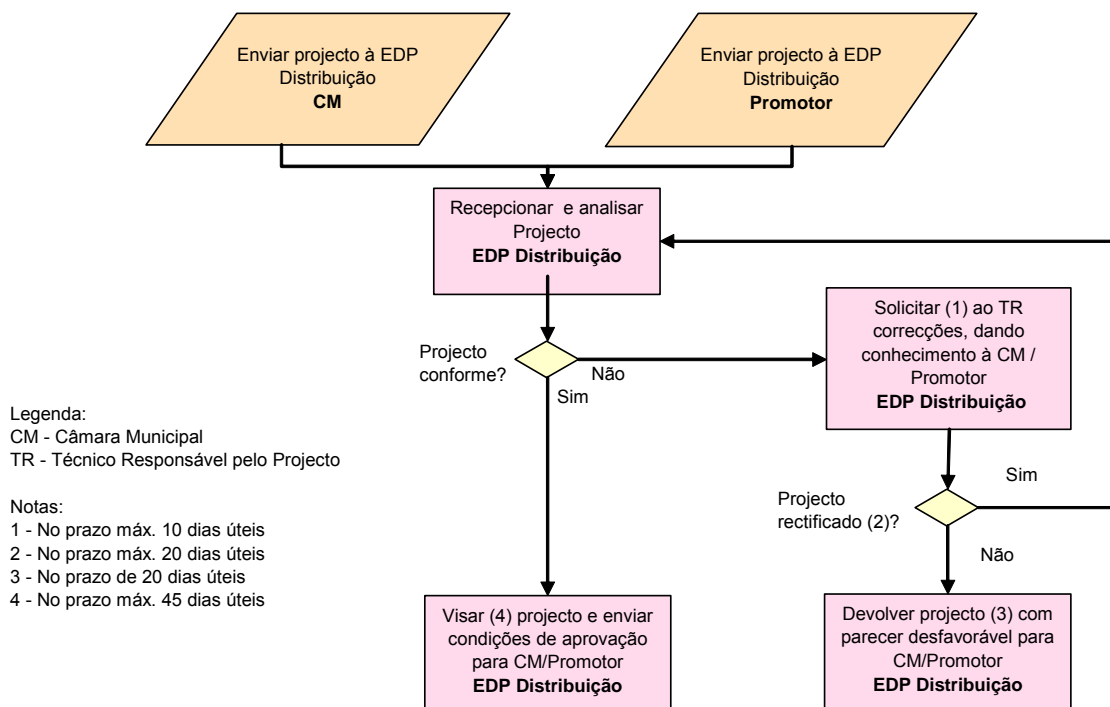 Enviar projecto à EDP
Distribuição
CM
Enviar projecto à EDP
Distribuição
Promotor
Recepcionar e analisar
Projecto
EDP Distribuição
Projecto
conforme?
Não
Sim
Solicitar (1) ao TR
correcções, dando
conhecimento à CM /
Promotor
EDP Distribuição
Legenda:
CM - Câmara Municipal
TR - Técnico Responsável pelo Projecto
Notas:
1 - No prazo máx. 10 dias úteis
2 - No prazo máx. 20 dias úteis
3 - No prazo de 20 dias úteis
4 - No prazo máx. 45 dias úteis
Projecto
rectificado (2)?
Sim
Não
Visar (4) projecto e enviar
condições de aprovação
para CM/Promotor
EDP Distribuição
Devolver projecto (3) com
parecer desfavorável para
CM/Promotor
EDP Distribuição